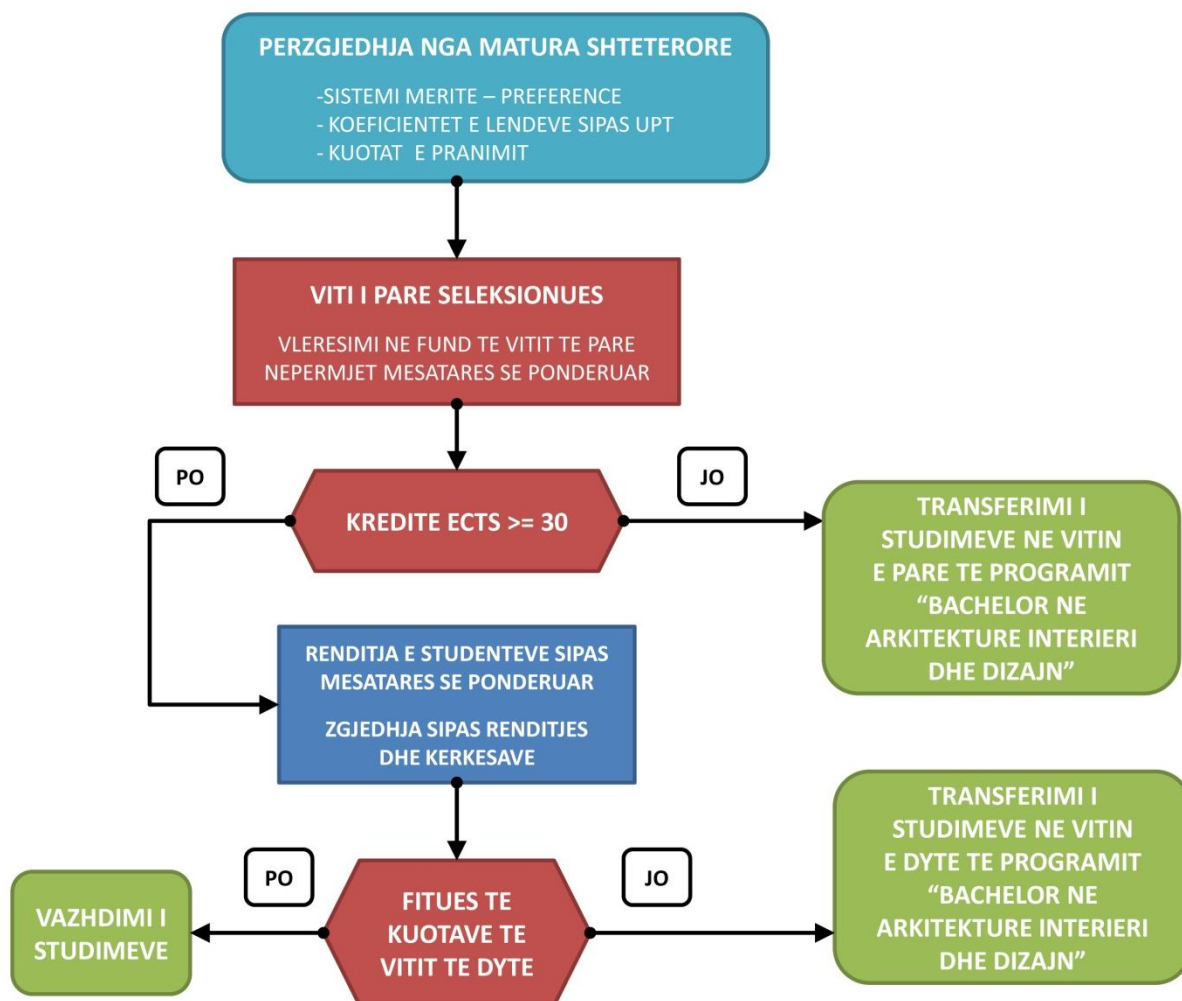 PERZGJEDHJA NGA MATURA SHTETERORE
-SISTEMI MERITE – PREFERENCE
- KOEFICIENTET E LENDEVE SIPAS UPT
- KUOTAT E PRANIMIT
VITI I PARE SELEKSIONUES
VLERESIMI NE FUND TE VITIT TE PARE
NEPERMJET MESATARES SE PONDERUAR
PO
JO
KREDITE ECTS >= 30
TRANSFERIMI I
STUDIMEVE NE VITIN
E PARE TE PROGRAMIT
“BACHELOR NE
ARKITEKTURE INTERIERI
DHE DIZAJN”
RENDITJA E STUDENTEVE SIPAS
MESATARES SE PONDERUAR
ZGJEDHJA SIPAS RENDITJES
DHE KERKESAVE
PO
JO
VAZHDIMI I
STUDIMEVE
FITUES TE
KUOTAVE TE
VITIT TE DYTE
TRANSFERIMI I
STUDIMEVE NE VITIN
E DYTE TE PROGRAMIT
“BACHELOR NE
ARKITEKTURE INTERIERI
DHE DIZAJN”